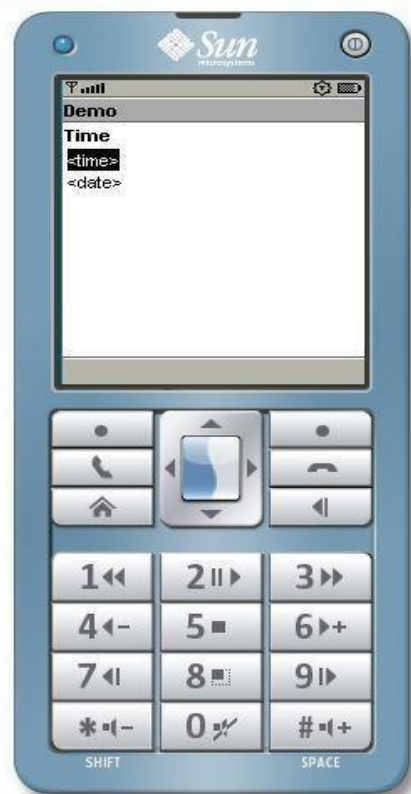 Sun
microsystems
Demo
Time
<time>
<date>
1 2 3
4 - 5 6 +
7 8 9
* - 0 # +
SHIFT SPACE